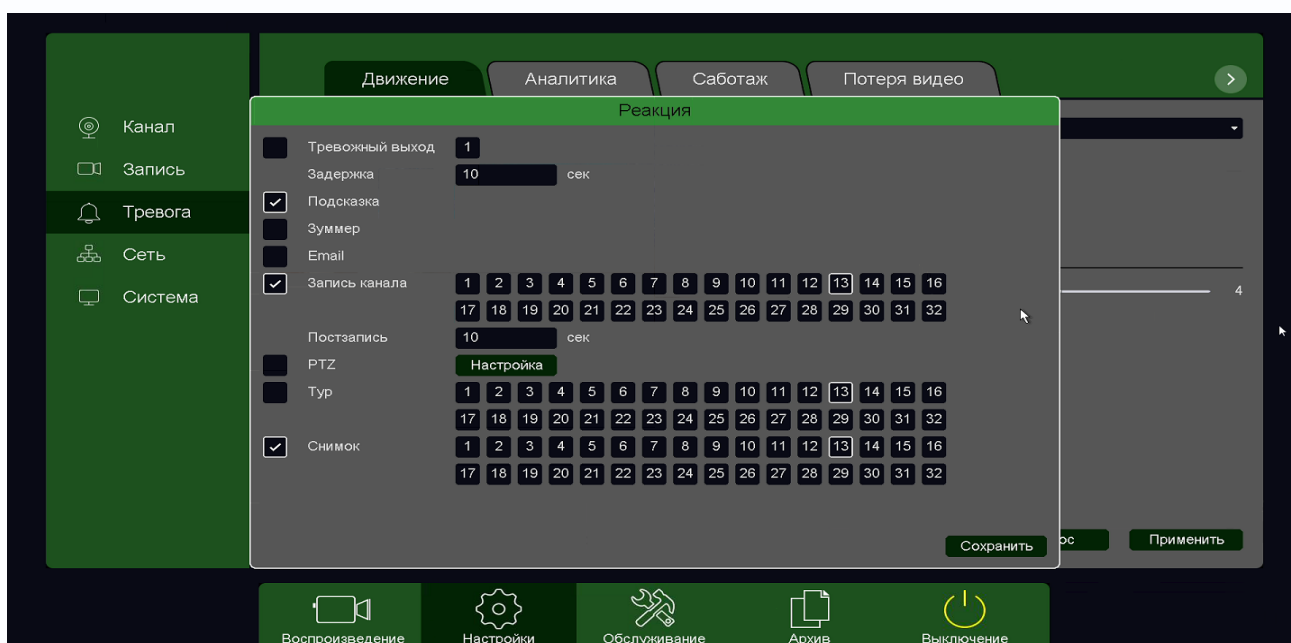 Движение Аналитика Саботаж Потеря видео
Реакция
Канал
Запись
Тревога
Сеть
Система
Тревожный выход 1
Задержка 10 сек
Подсказка
Зуммер
Email
Запись канала 1 2 3 4 5 6 7 8 9 10 11 12 13 14 15 16
17 18 19 20 21 22 23 24 25 26 27 28 29 30 31 32
4
Постзапись 10 сек
PTZ Настройка
Тур 1 2 3 4 5 6 7 8 9 10 11 12 13 14 15 16
17 18 19 20 21 22 23 24 25 26 27 28 29 30 31 32
Снимок 1 2 3 4 5 6 7 8 9 10 11 12 13 14 15 16
17 18 19 20 21 22 23 24 25 26 27 28 29 30 31 32
Сохранить Применить
Воспроизведение Настройки Обслуживание Архив Выключение